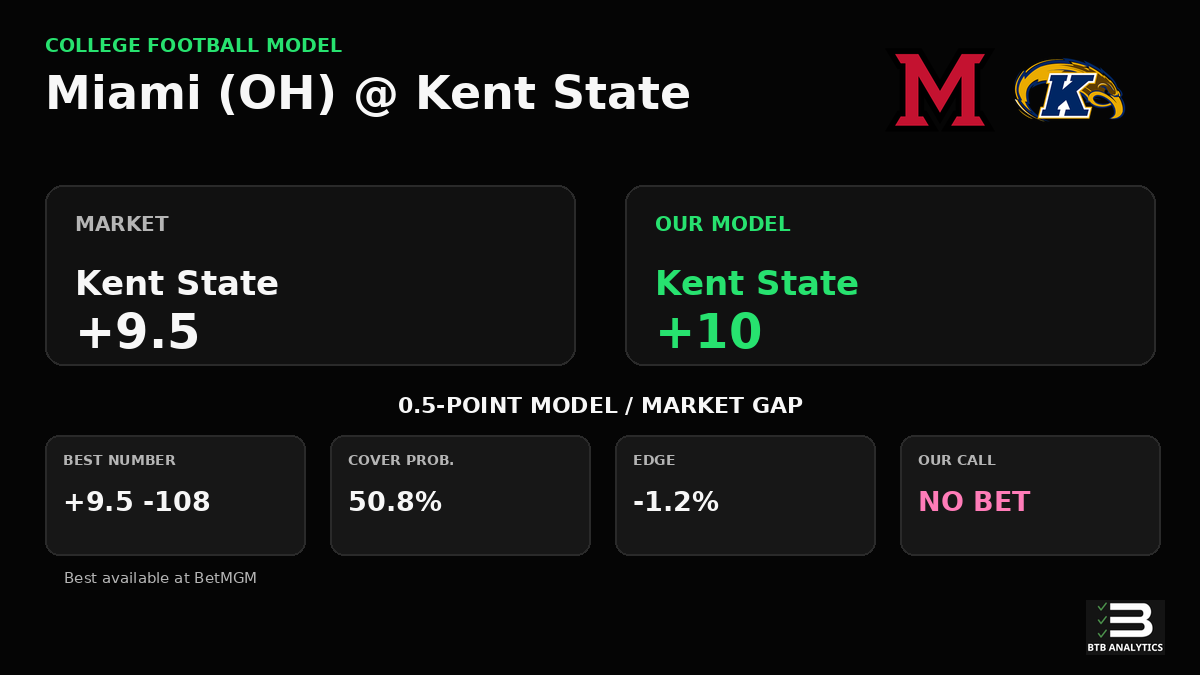 COLLEGE FOOTBALL MODEL
Miami (OH) @ Kent State
M
K
MARKET
Kent State
+9.5
OUR MODEL
Kent State
+10
0.5-POINT MODEL / MARKET GAP
BEST NUMBER
+9.5 -108
COVER PROB.
50.8%
EDGE
-1.2%
OUR CALL
NO BET
Best available at BetMGM
B
BTB ANALYTICS